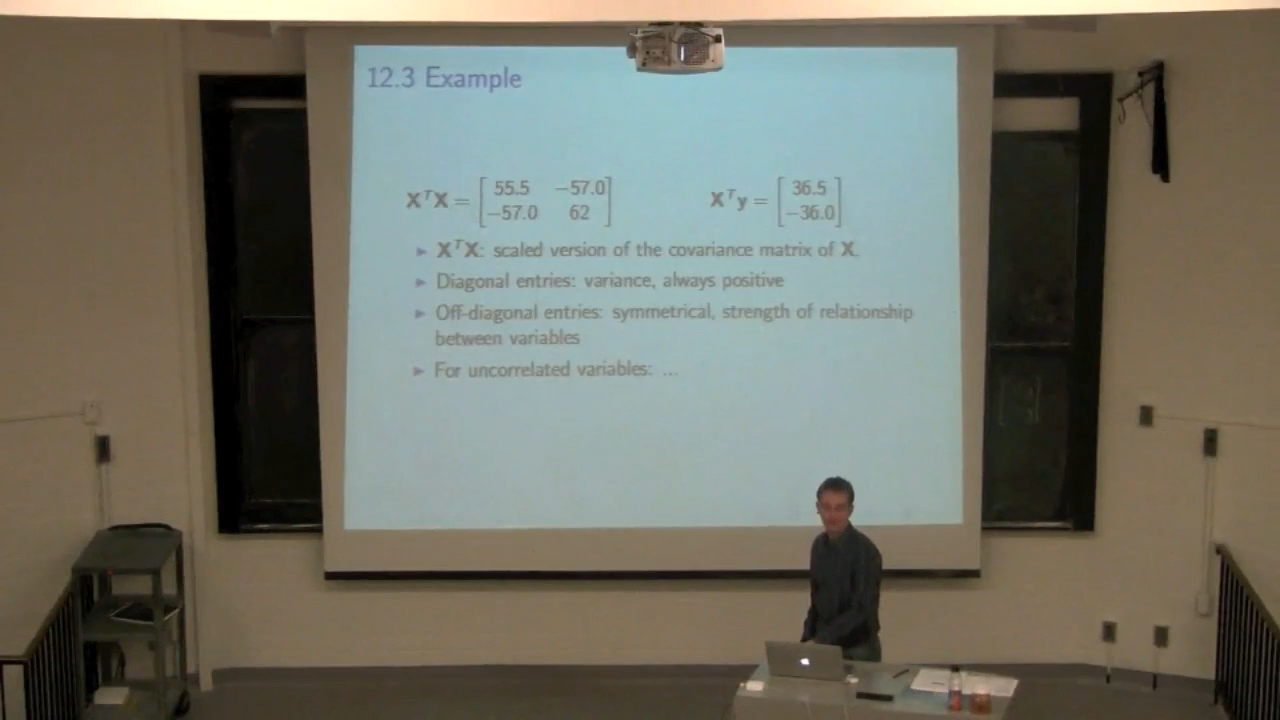 12.3 Example
XᵀX = [55.5 −57.0; −57.0 62] Xᵀy = [36.5; −36.0]
▶ XᵀX: scaled version of the covariance matrix of X.
▶ Diagonal entries: variance, always positive
▶ Off-diagonal entries: symmetrical, strength of relationship
between variables
▶ For uncorrelated variables: ...